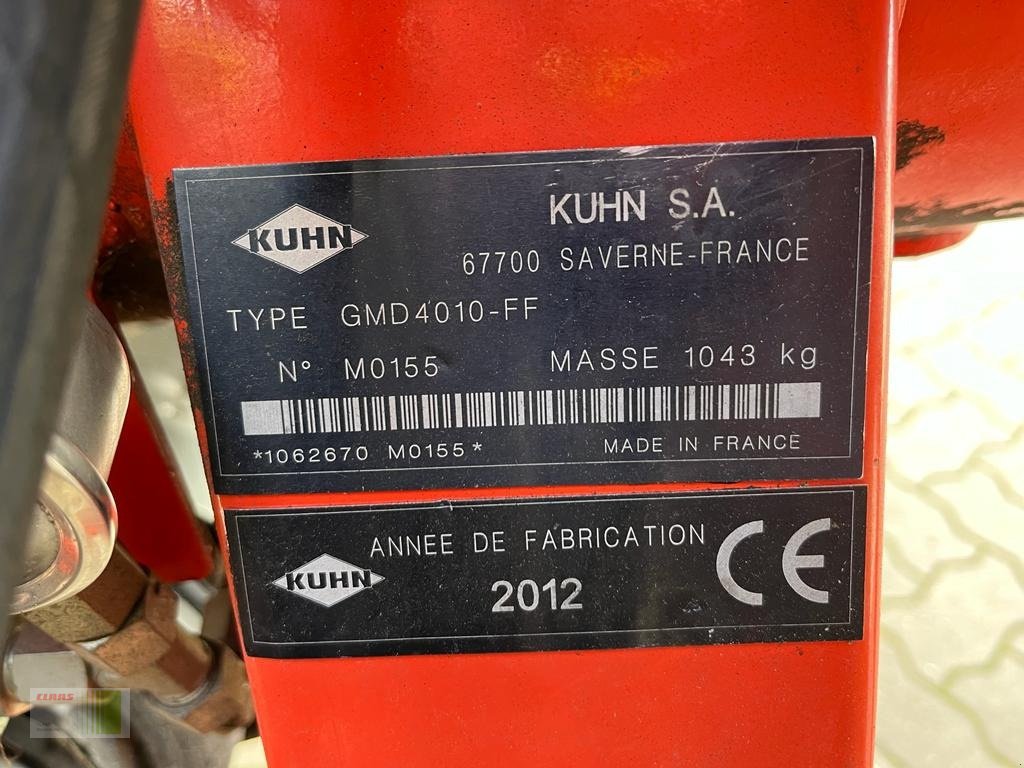 KUHN
KUHN S.A.
67700 SAVERNE-FRANCE
TYPE GMD4010-FF
N° M0155 MASSE 1043 kg
*1062670 M0155*
MADE IN FRANCE
KUHN
ANNEE DE FABRICATION
2012
CE
CLAAS